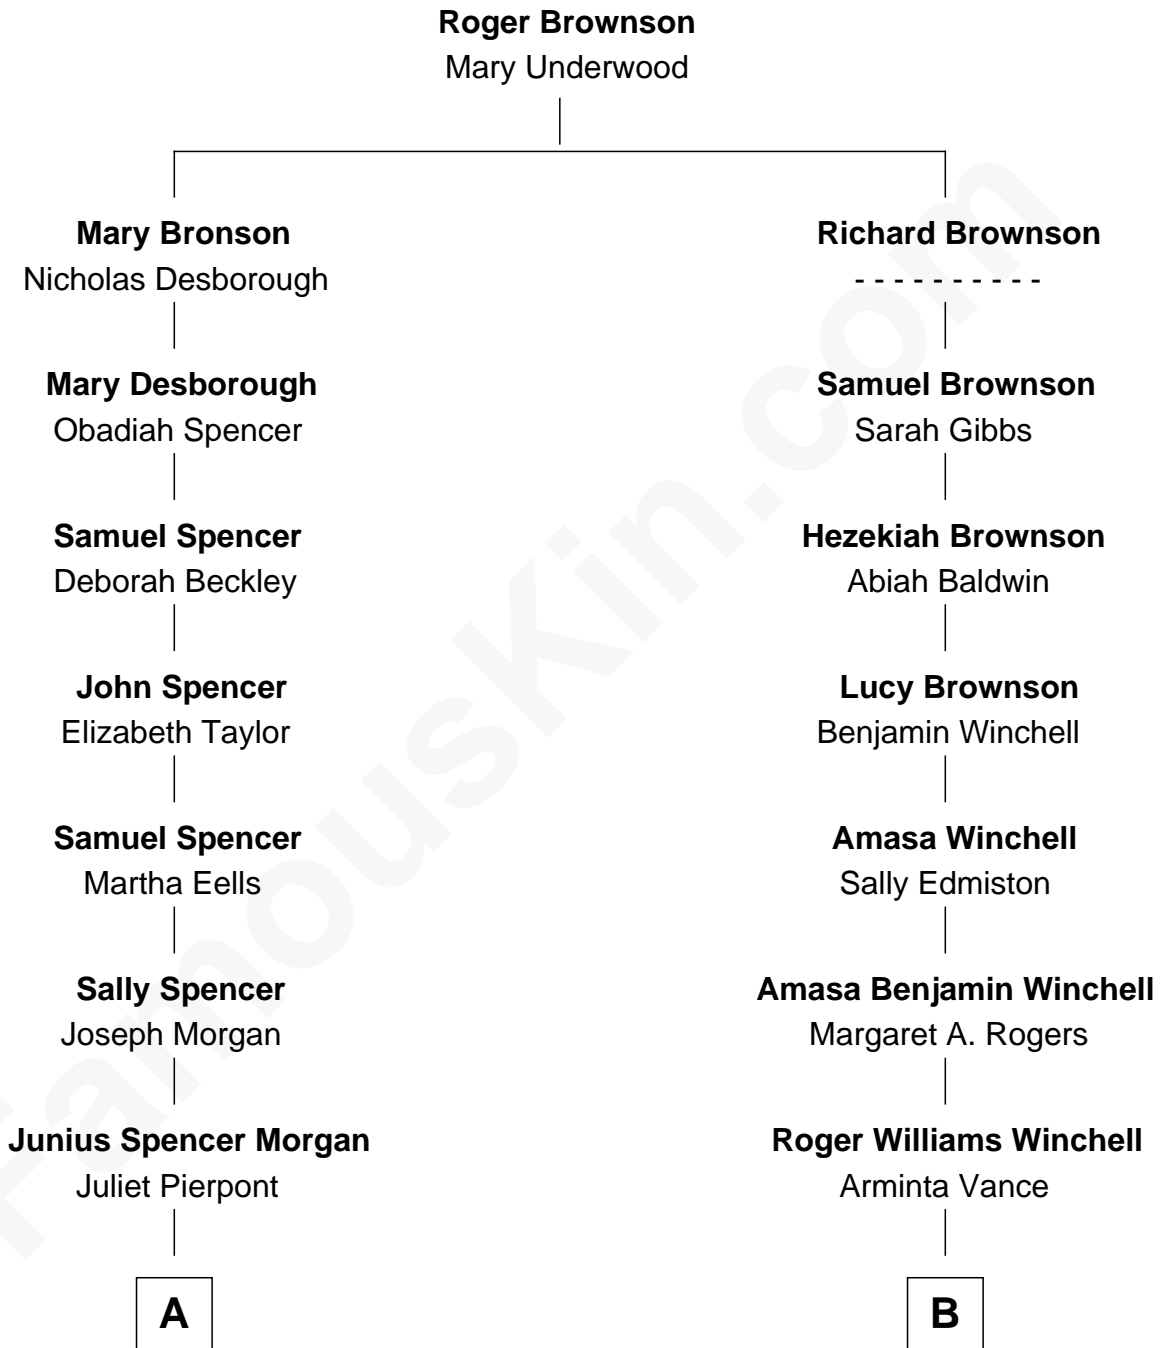 Roger Brownson
Mary Underwood
Mary Bronson
Nicholas Desborough
Richard Brownson
- - - - - - - - - -
Mary Desborough
Obadiah Spencer
Samuel Brownson
Sarah Gibbs
Samuel Spencer
Deborah Beckley
Hezekiah Brownson
Abiah Baldwin
John Spencer
Elizabeth Taylor
Lucy Brownson
Benjamin Winchell
Samuel Spencer
Martha Eells
Amasa Winchell
Sally Edmiston
Sally Spencer
Joseph Morgan
Amasa Benjamin Winchell
Margaret A. Rogers
Junius Spencer Morgan
Juliet Pierpont
Roger Williams Winchell
Arminta Vance
A
B
FamousKin.com